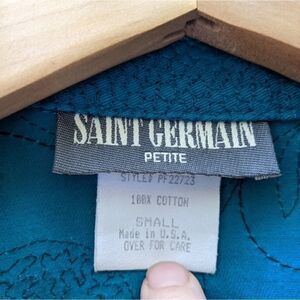 SAINT GERMAIN
PETITE
STYLE# PF22723
100% COTTON
SMALL
Made in U.S.A.
OVER FOR CARE